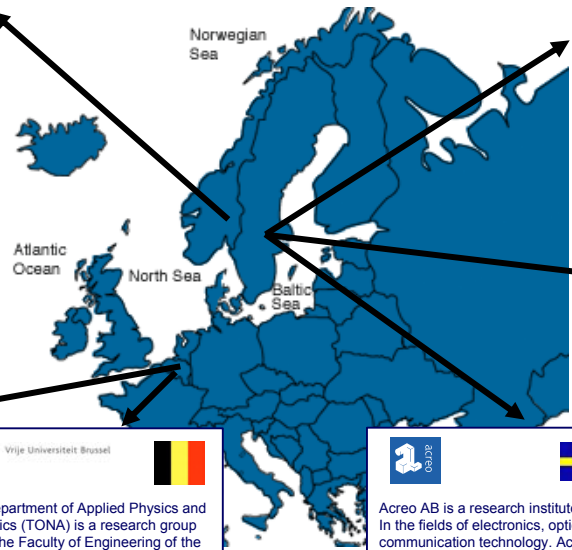 Norwegian
Sea
Atlantic
Ocean
North Sea
Baltic
Sea
Vrije Universiteit Brussel
partment of Applied Physics and
ics (TONA) is a research group
the Faculty of Engineering of the
acreo
Acreo AB is a research institute
In the fields of electronics, opti
communication technology. Ac